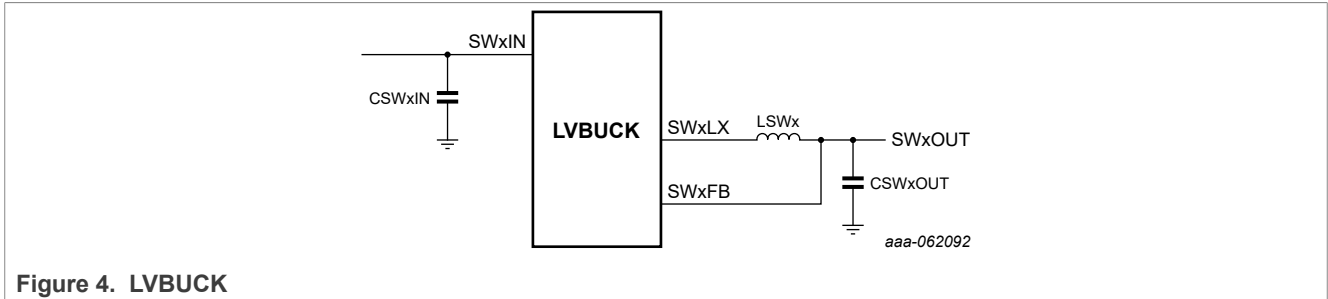 SWxIN
CSWxIN
LVBUCK
SWxLX
LSWx
SWxOUT
CSWxOUT
SWxFB
aaa-062092
Figure 4. LVBUCK